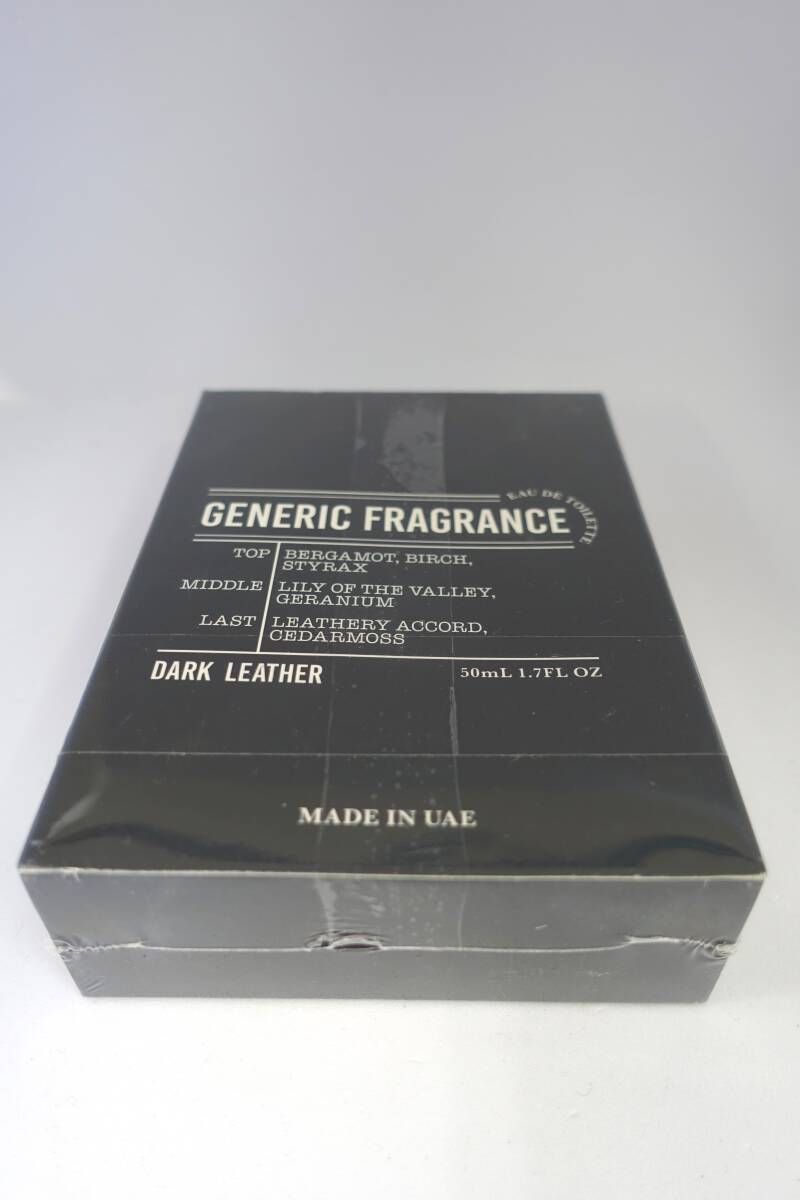 EAU DE TOILETTE
GENERIC FRAGRANCE
TOP BERGAMOT, BIRCH,
STYRAX
MIDDLE LILY OF THE VALLEY,
GERANIUM
LAST LEATHERY ACCORD,
CEDARMOSS
DARK LEATHER 50mL 1.7FL OZ
MADE IN UAE